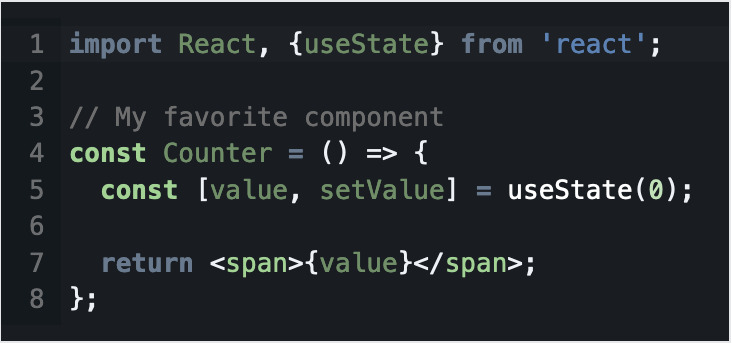 1 import React, {useState} from 'react';
2
3 // My favorite component
4 const Counter = () => {
5   const [value, setValue] = useState(0);
6
7   return <span>{value}</span>;
8 };